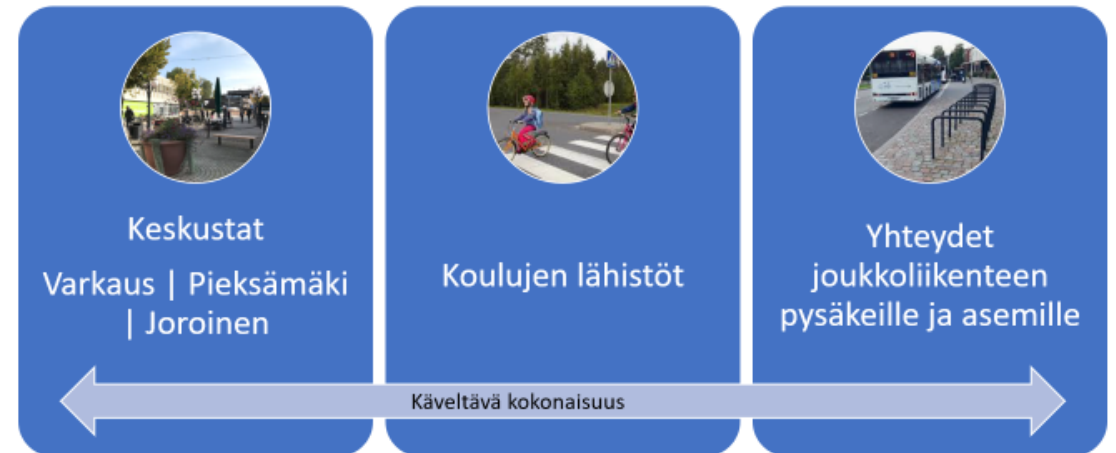 Keskustat
Varkaus | Pieksämäki
| Joroinen
Koulujen lähistöt
Yhteydet
joukkoliikenteen
pysäkeille ja asemille
Käveltävä kokonaisuus